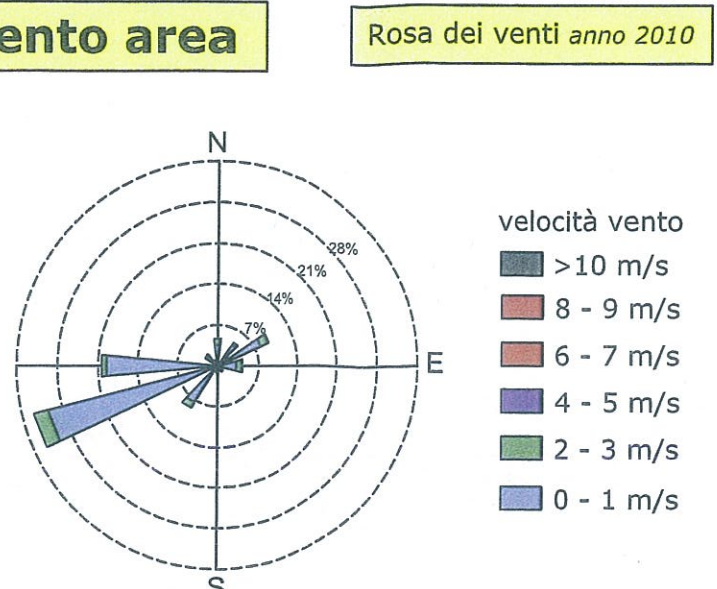 ento area
Rosa dei venti anno 2010
N
28%
21%
14%
7%
E
S
velocità vento
>10 m/s
8 - 9 m/s
6 - 7 m/s
4 - 5 m/s
2 - 3 m/s
0 - 1 m/s